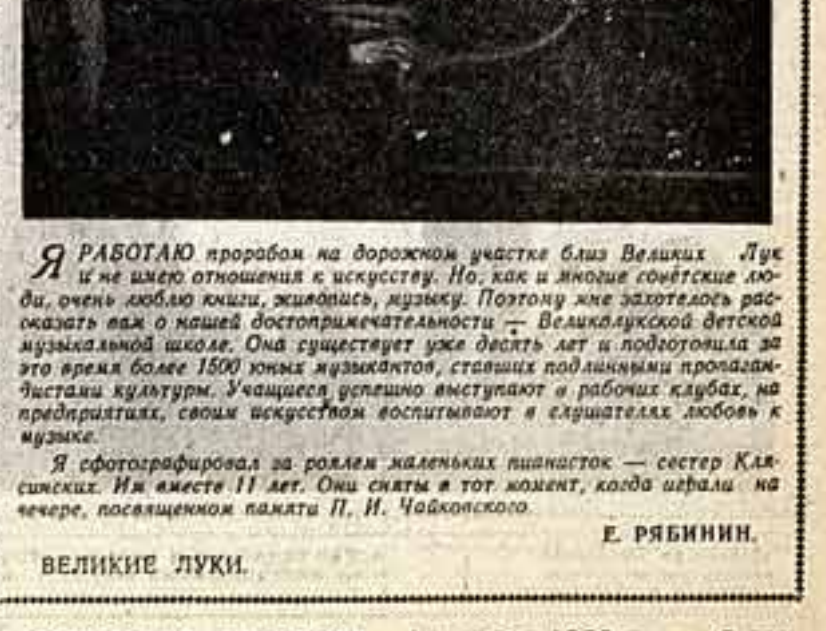 Я РАБОТАЮ прорабом на дорожном участке близ Великих Лук
и не имею отношения к искусству. Но, как и многие советские лю-
ди, очень люблю книги, живопись, музыку. Поэтому мне захотелось рас-
сказать вам о нашей достопримечательности — Великолукской детской
музыкальной школе. Она существует уже десять лет и подготовила за
это время более 1500 юных музыкантов, ставших подлинными пропаган-
дистами культуры. Учащиеся успешно выступают в рабочих клубах, на
предприятиях, своим искусством воспитывают в слушателях любовь к
музыке.
Я сфотографировал за роялем маленьких пианисток — сестер Кля-
синских. Им вместе 11 лет. Они сняты в тот момент, когда играли на
вечере, посвященном памяти П. И. Чайковского.
Е. РЯБИНИН.
ВЕЛИКИЕ ЛУКИ.